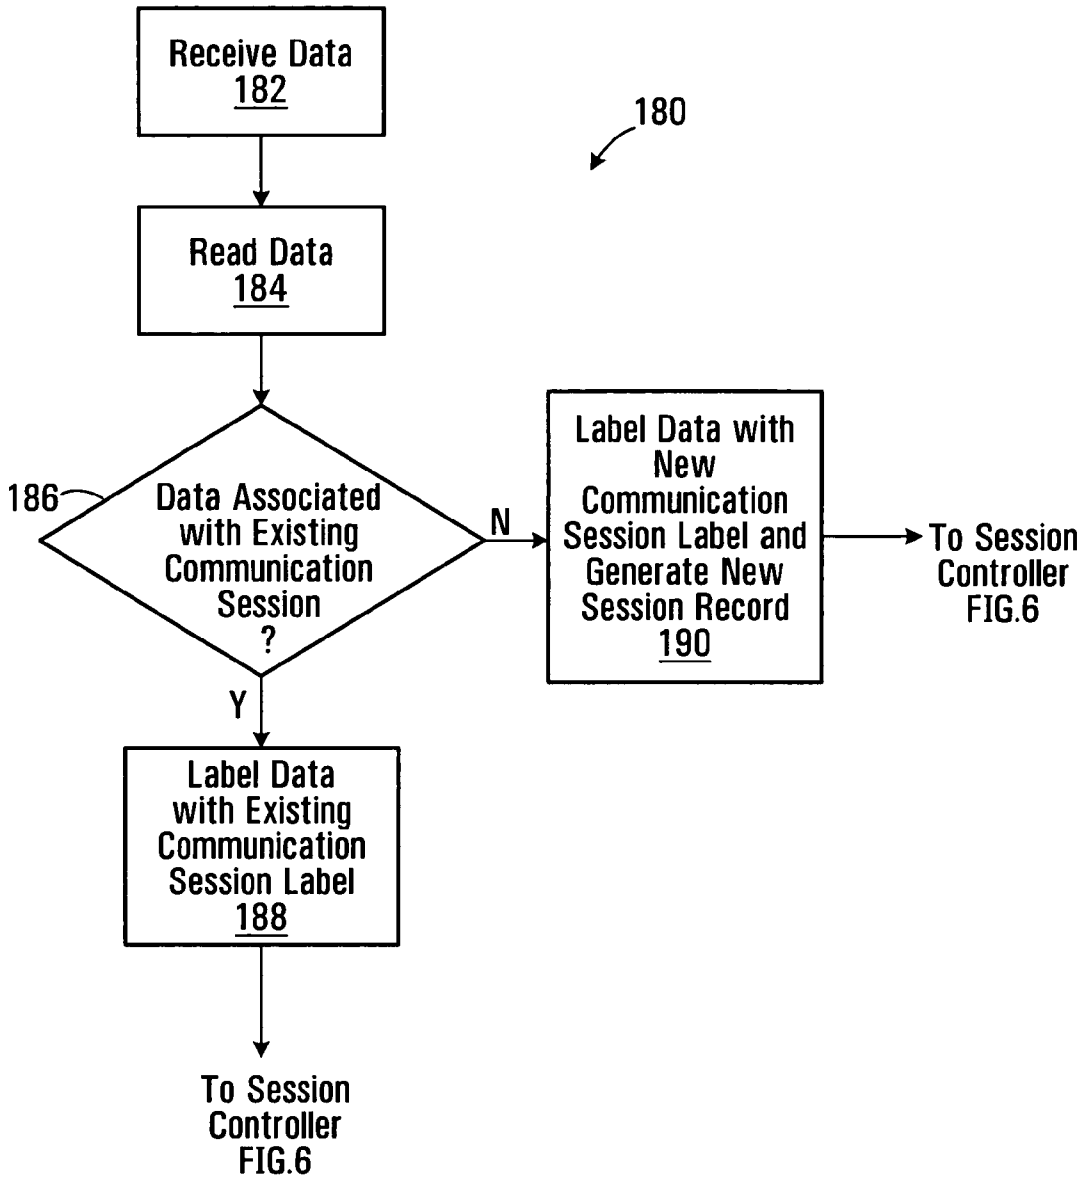 Receive Data
182
180
Read Data
184
186
Data Associated
with Existing
Communication
Session
?
N
Y
Label Data with
New
Communication
Session Label and
Generate New
Session Record
190
To Session
Controller
FIG.6
Label Data
with Existing
Communication
Session Label
188
To Session
Controller
FIG.6